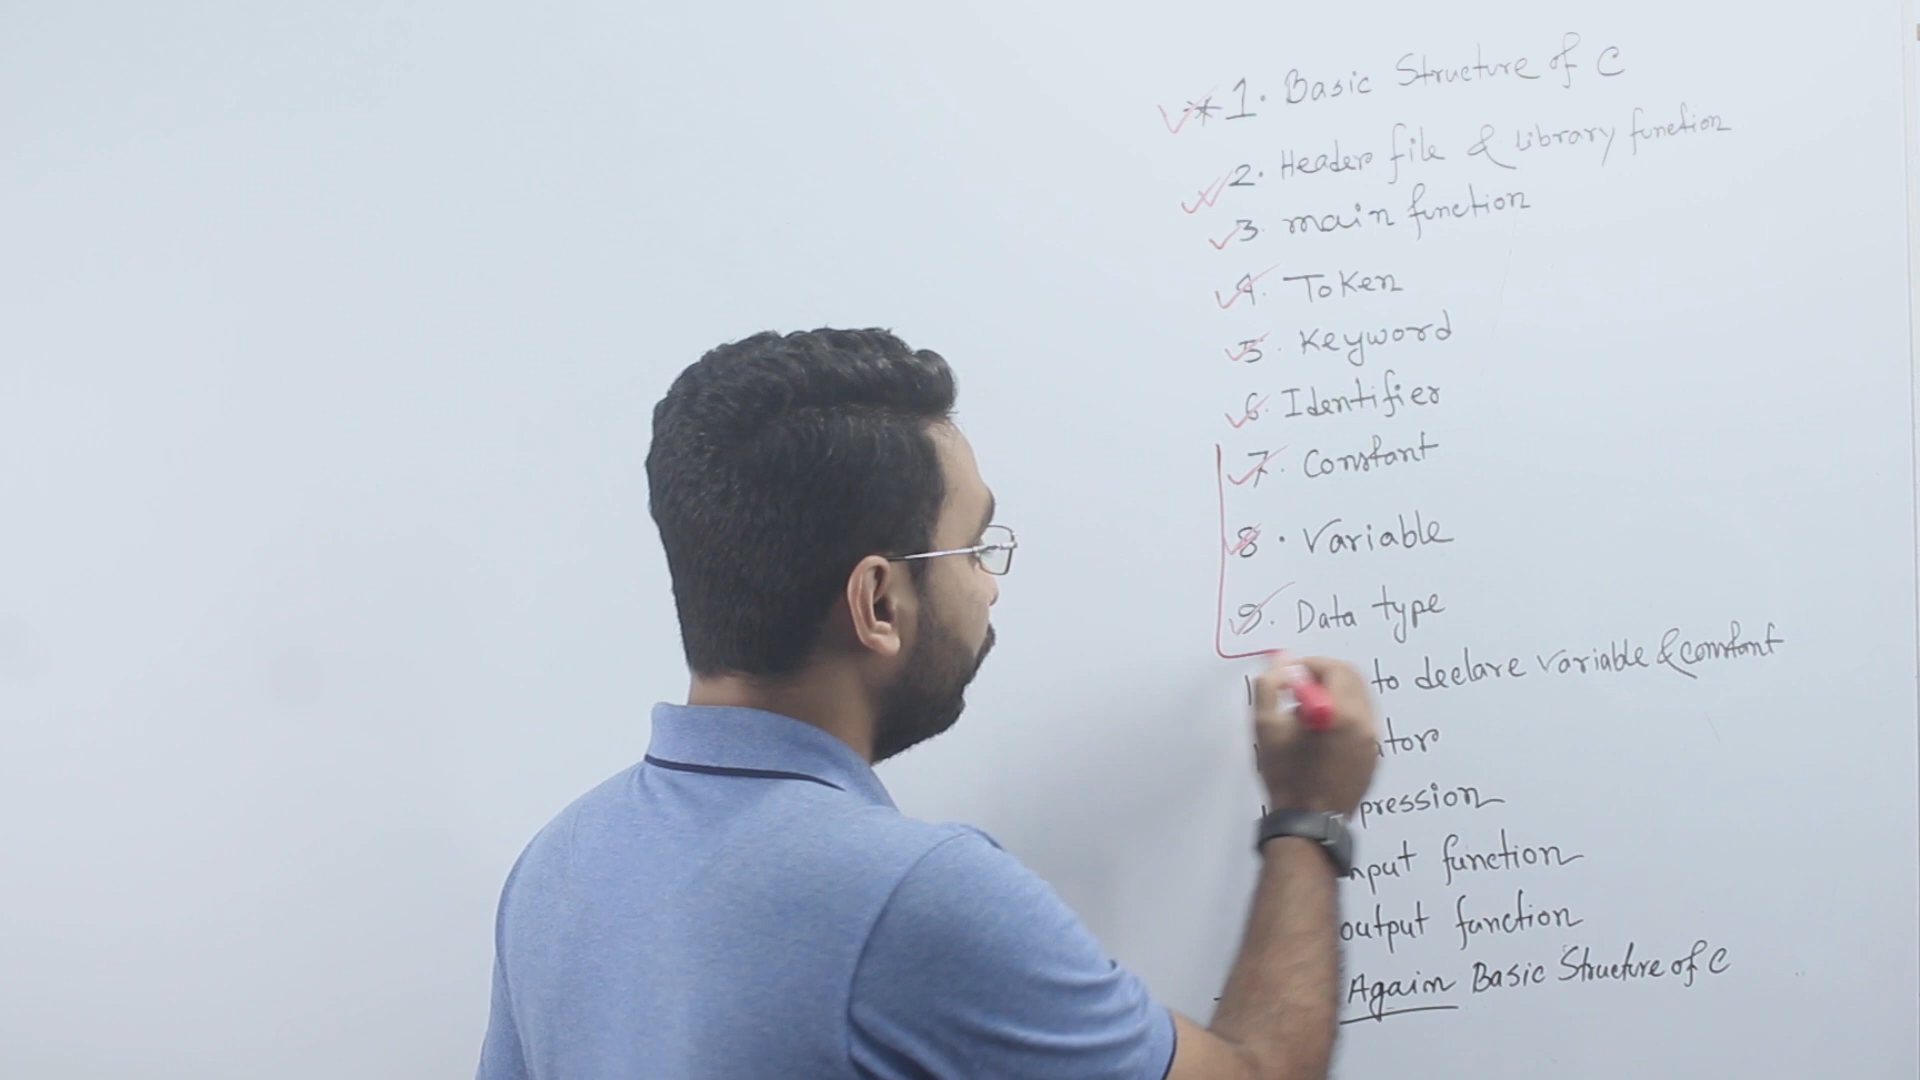 * 1. Basic Structure of C
2. Header file & Library function
3. main function
4. Token
5. Keyword
6. Identifier
7. Constant
8. Variable
9. Data type
to declare variable & constant
ator
pression
nput function
output function
Again Basic Structure of C